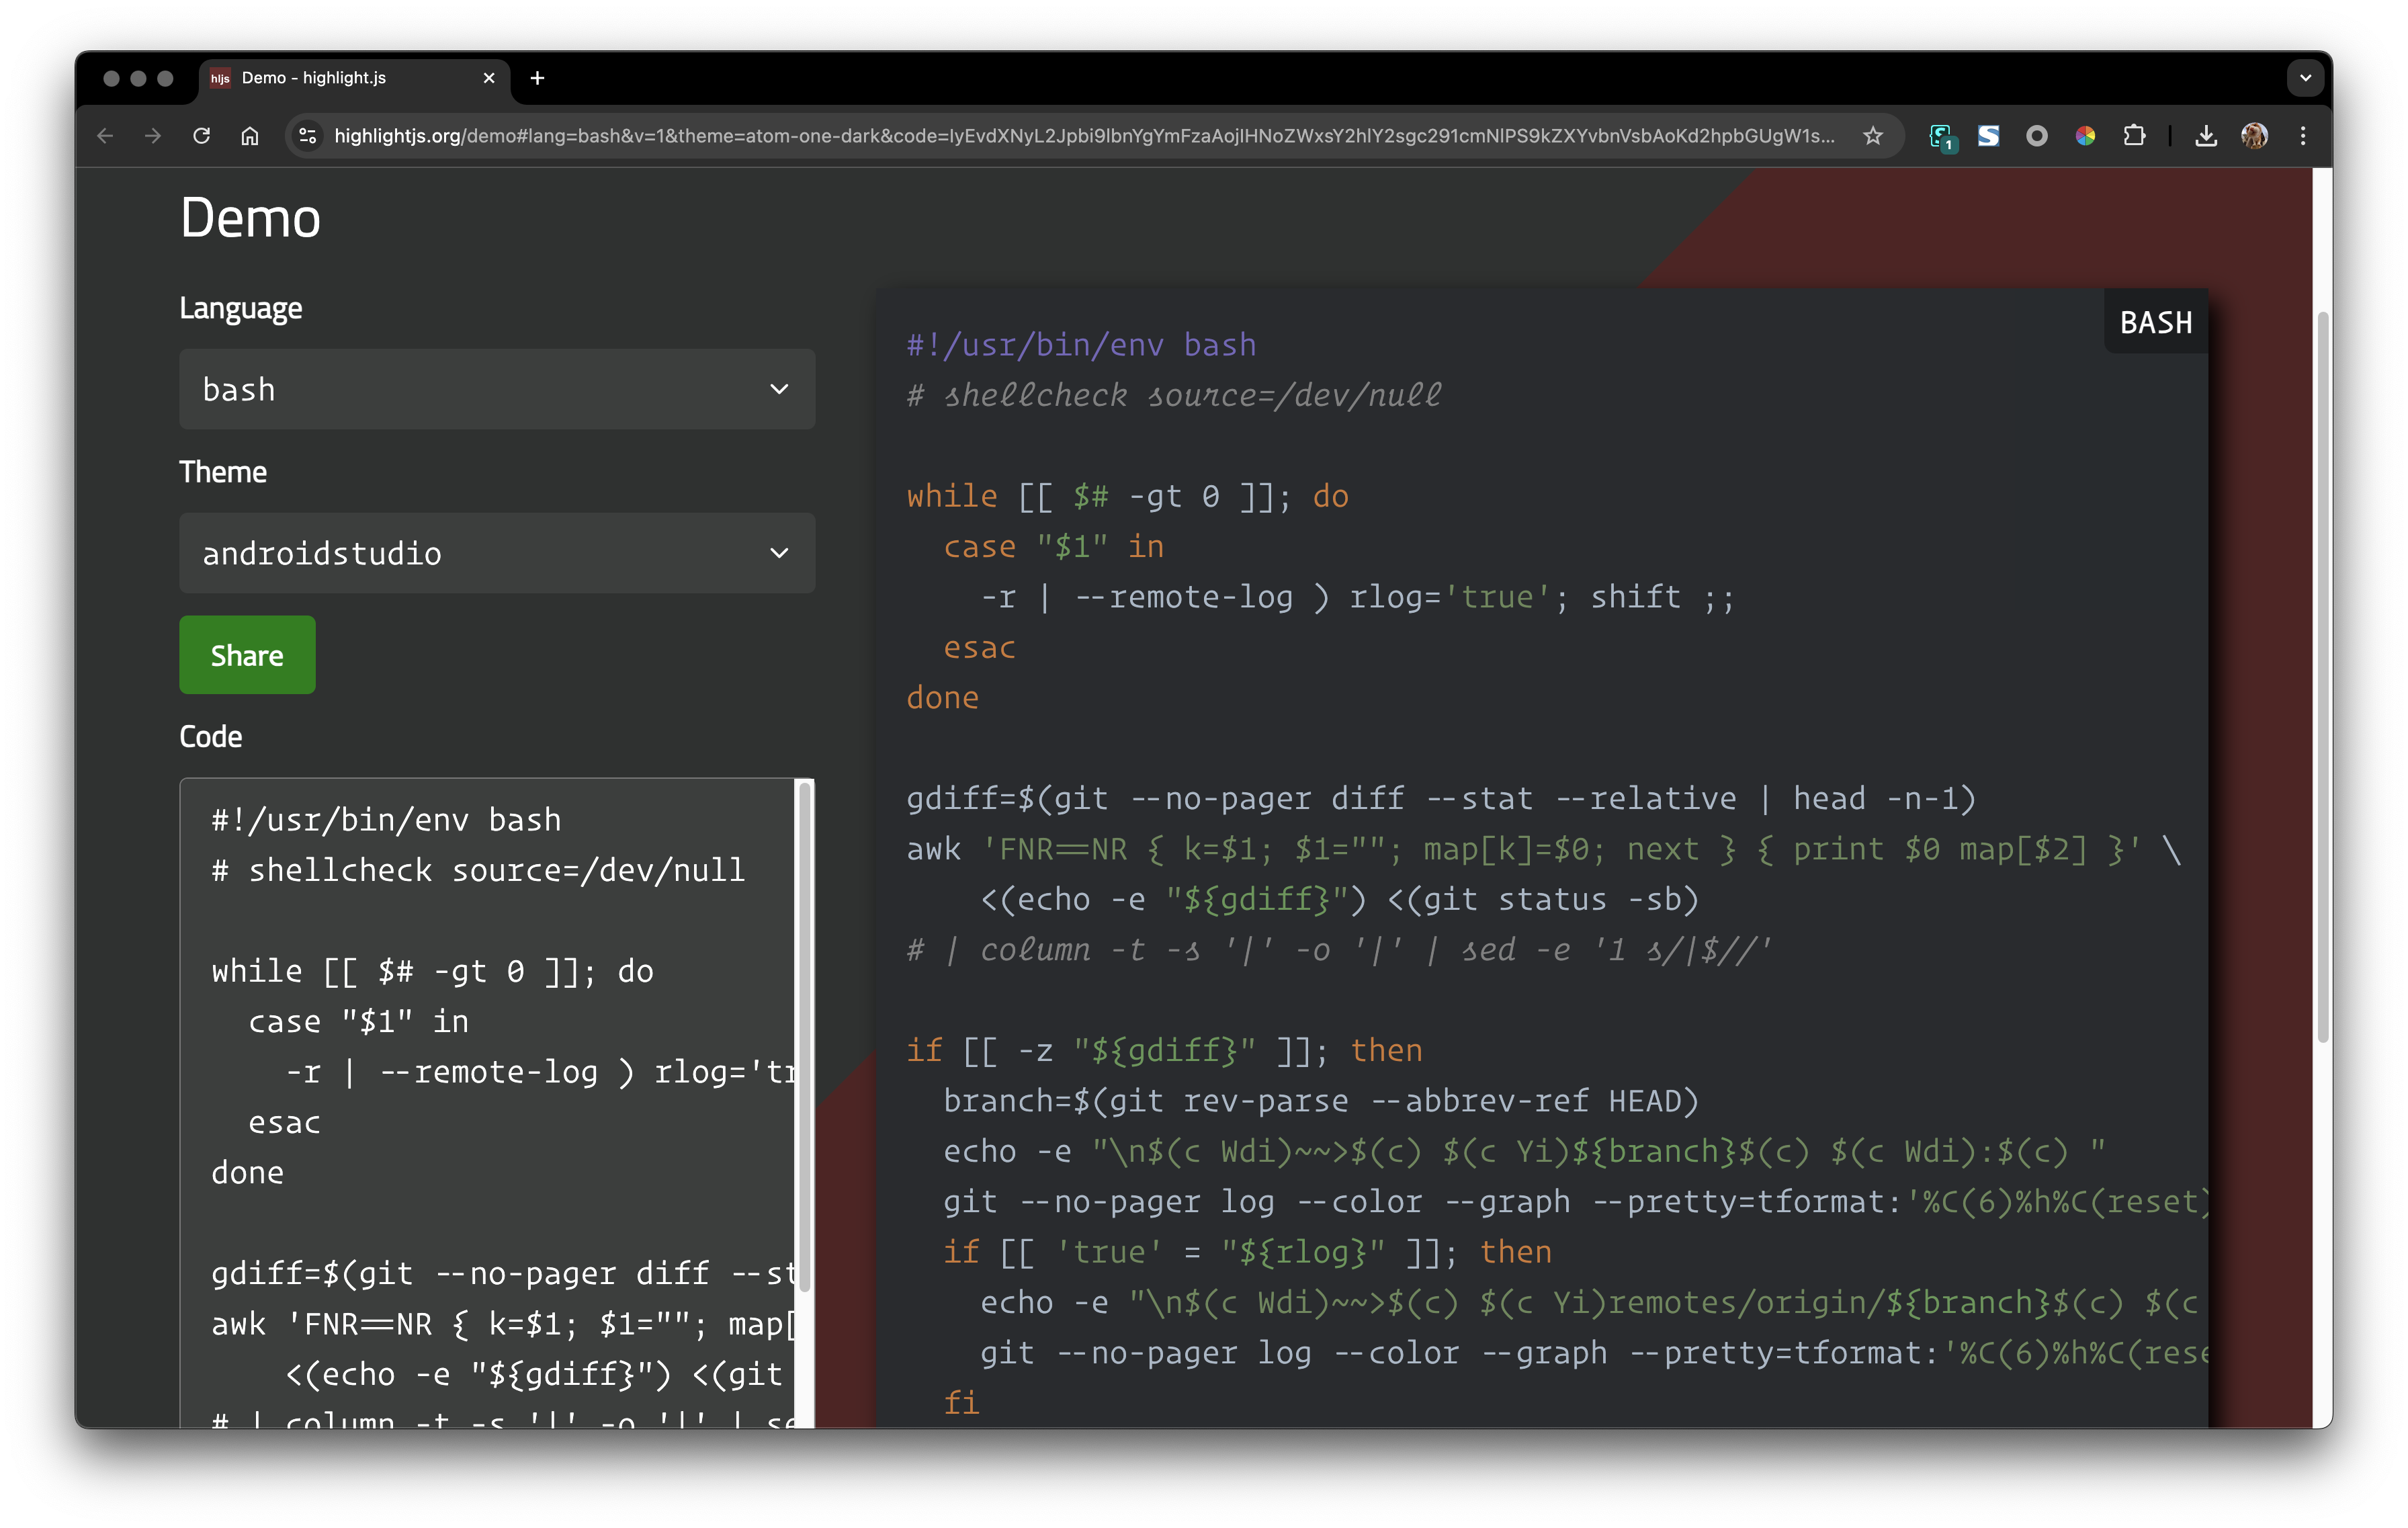 hljs Demo - highlight.js
highlightjs.org/demo#lang=bash&v=1&theme=atom-one-dark&code=IyEvdXNyL2Jpbi9lbnYgYmFzaAojIHNoZWxsY2hlY2sgc291cmNlPS9kZXYvbnVsbAoKd2hpbGUgW1s...
1
Demo
Language
bash
Theme
androidstudio
Share
Code
#!/usr/bin/env bash
# shellcheck source=/dev/null
while [[ $# -gt 0 ]]; do
  case "$1" in
    -r | --remote-log ) rlog='tr
  esac
done
gdiff=$(git --no-pager diff --st
awk 'FNR==NR { k=$1; $1=""; map[
    <(echo -e "${gdiff}") <(git
# | column -t -s '|' -o '|' | se
BASH
#!/usr/bin/env bash
# shellcheck source=/dev/null
while [[ $# -gt 0 ]]; do
  case "$1" in
    -r | --remote-log ) rlog='true'; shift ;;
  esac
done
gdiff=$(git --no-pager diff --stat --relative | head -n-1)
awk 'FNR==NR { k=$1; $1=""; map[k]=$0; next } { print $0 map[$2] }' \
    <(echo -e "${gdiff}") <(git status -sb)
# | column -t -s '|' -o '|' | sed -e '1 s/|$//'
if [[ -z "${gdiff}" ]]; then
  branch=$(git rev-parse --abbrev-ref HEAD)
  echo -e "\n$(c Wdi)~~>$(c) $(c Yi)${branch}$(c) $(c Wdi):$(c) "
  git --no-pager log --color --graph --pretty=tformat:'%C(6)%h%C(reset)
  if [[ 'true' = "${rlog}" ]]; then
    echo -e "\n$(c Wdi)~~>$(c) $(c Yi)remotes/origin/${branch}$(c) $(c
    git --no-pager log --color --graph --pretty=tformat:'%C(6)%h%C(rese
  fi